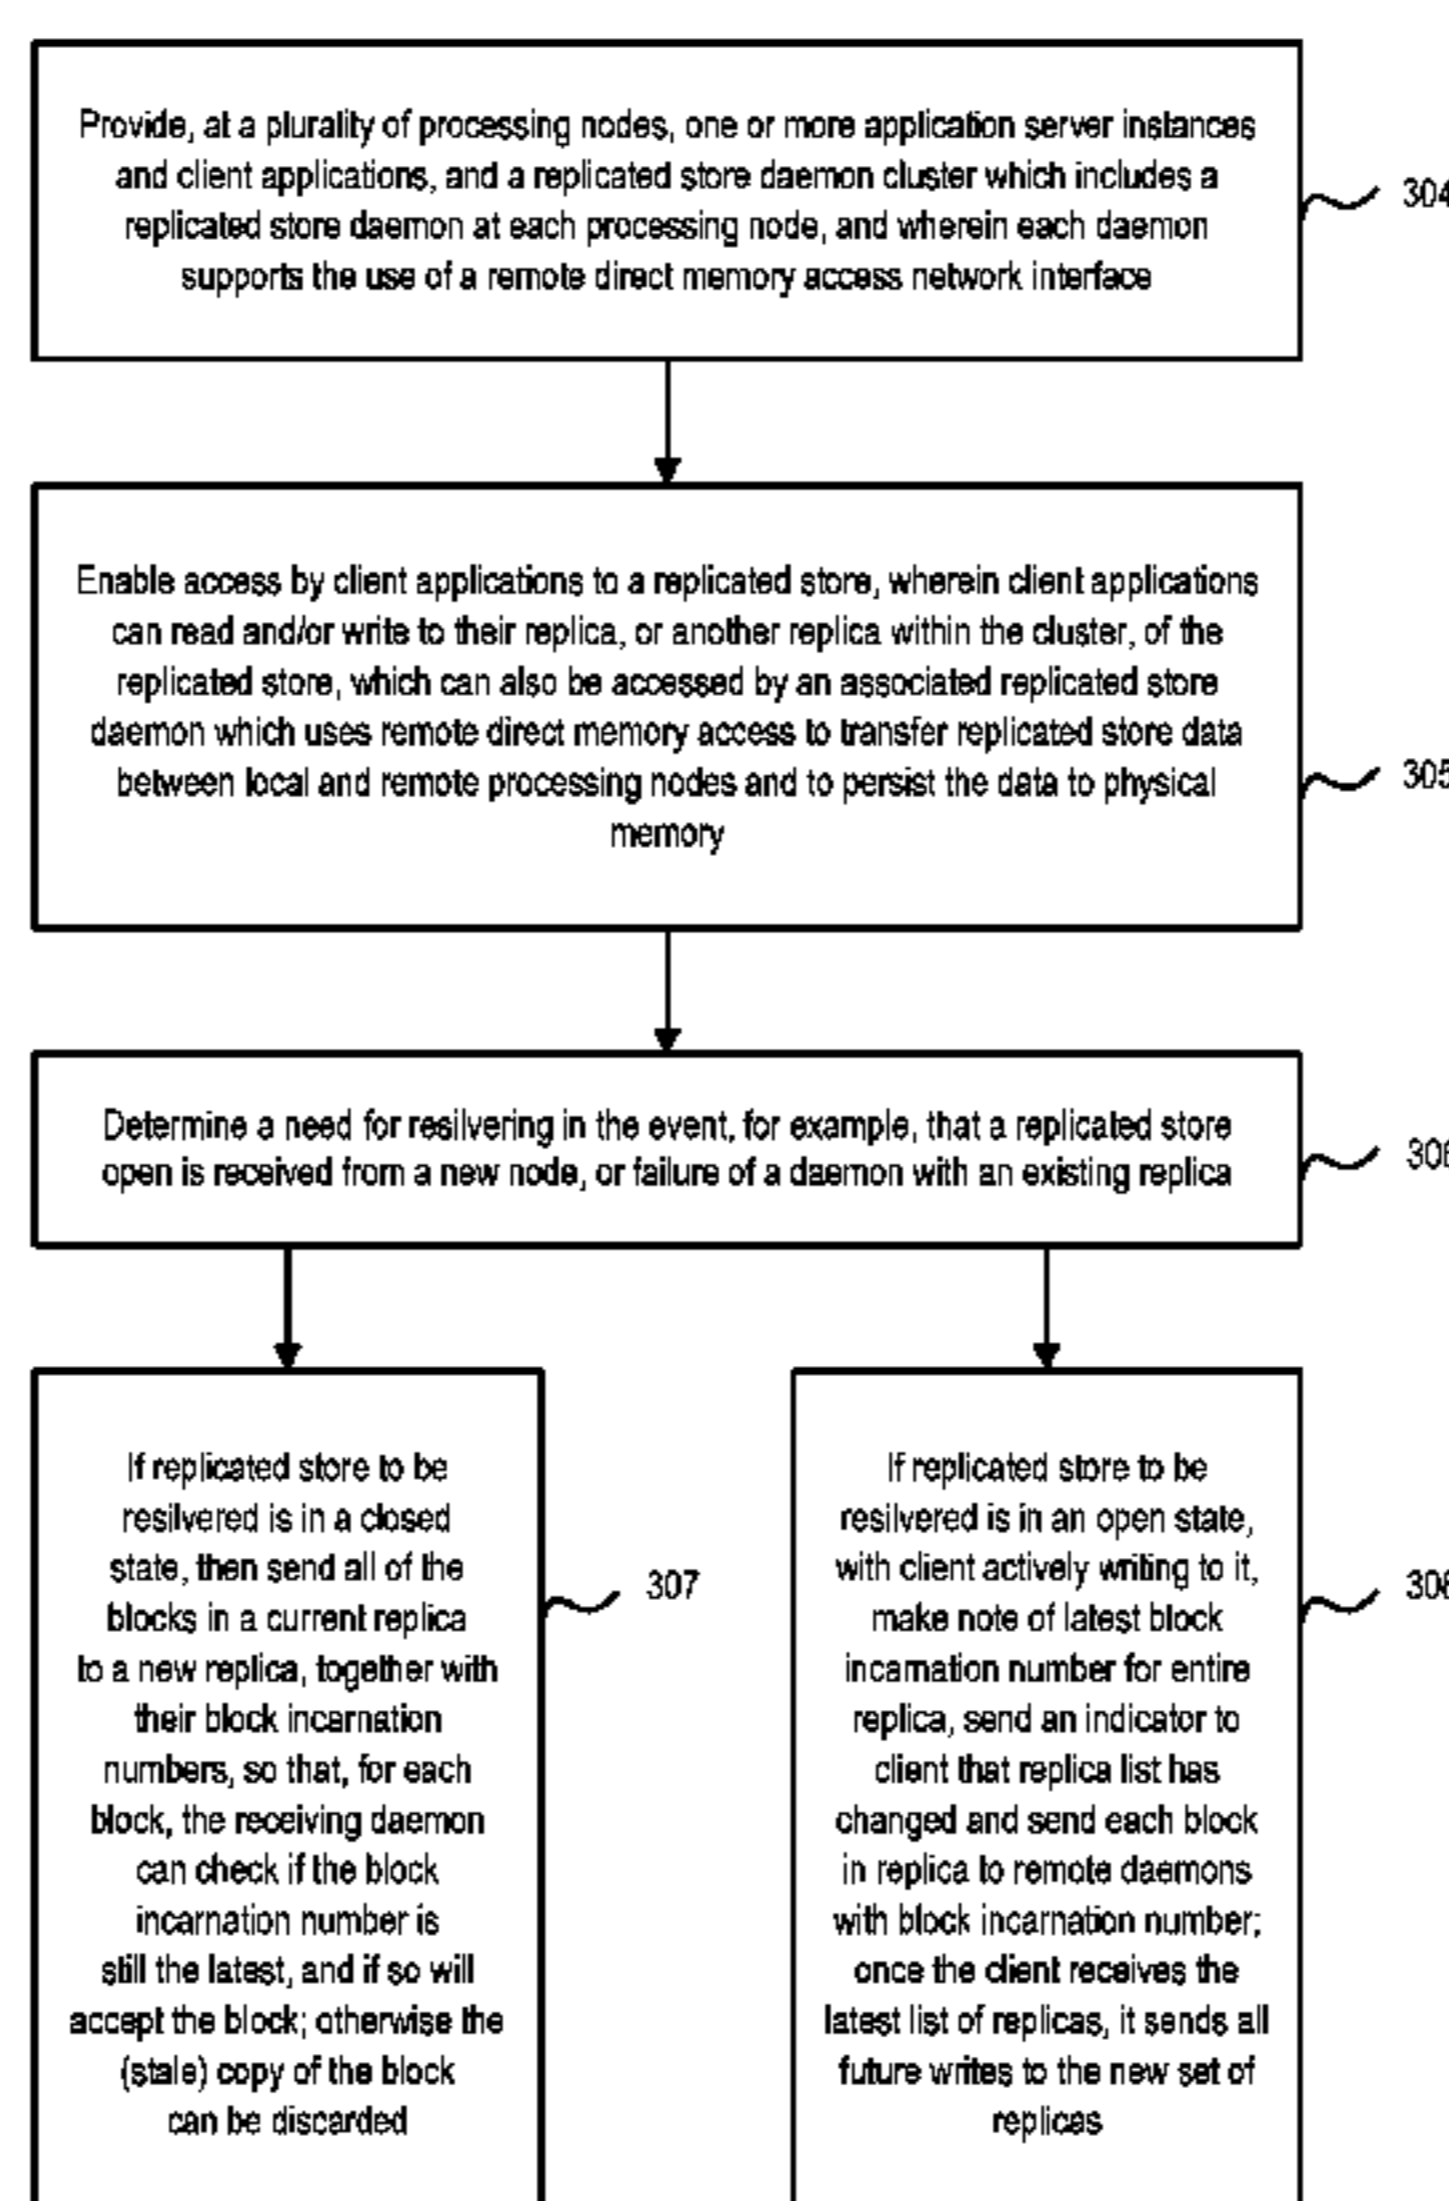 Provide, at a plurality of processing nodes, one or more application server instances
and client applications, and a replicated store daemon cluster which includes a
replicated store daemon at each processing node, and wherein each daemon
supports the use of a remote direct memory access network interface
304
Enable access by client applications to a replicated store, wherein client applications
can read and/or write to their replica, or another replica within the cluster, of the
replicated store, which can also be accessed by an associated replicated store
daemon which uses remote direct memory access to transfer replicated store data
between local and remote processing nodes and to persist the data to physical
memory
305
Determine a need for resilvering in the event, for example, that a replicated store
open is received from a new node, or failure of a daemon with an existing replica
If replicated store to be
resilvered is in a closed
state, then send all of the
blocks in a current replica
to a new replica, together with
their block incarnation
numbers, so that, for each
block, the receiving daemon
can check if the block
incarnation number is
still the latest, and if so will
accept the block; otherwise the
(stale) copy of the block
can be discarded
307
If replicated store to be
resilvered is in an open state,
with client actively writing to it,
make note of latest block
incarnation number for entire
replica, send an indicator to
client that replica list has
changed and send each block
in replica to remote daemons
with block incarnation number;
once the client receives the
latest list of replicas, it sends all
future writes to the new set of
replicas